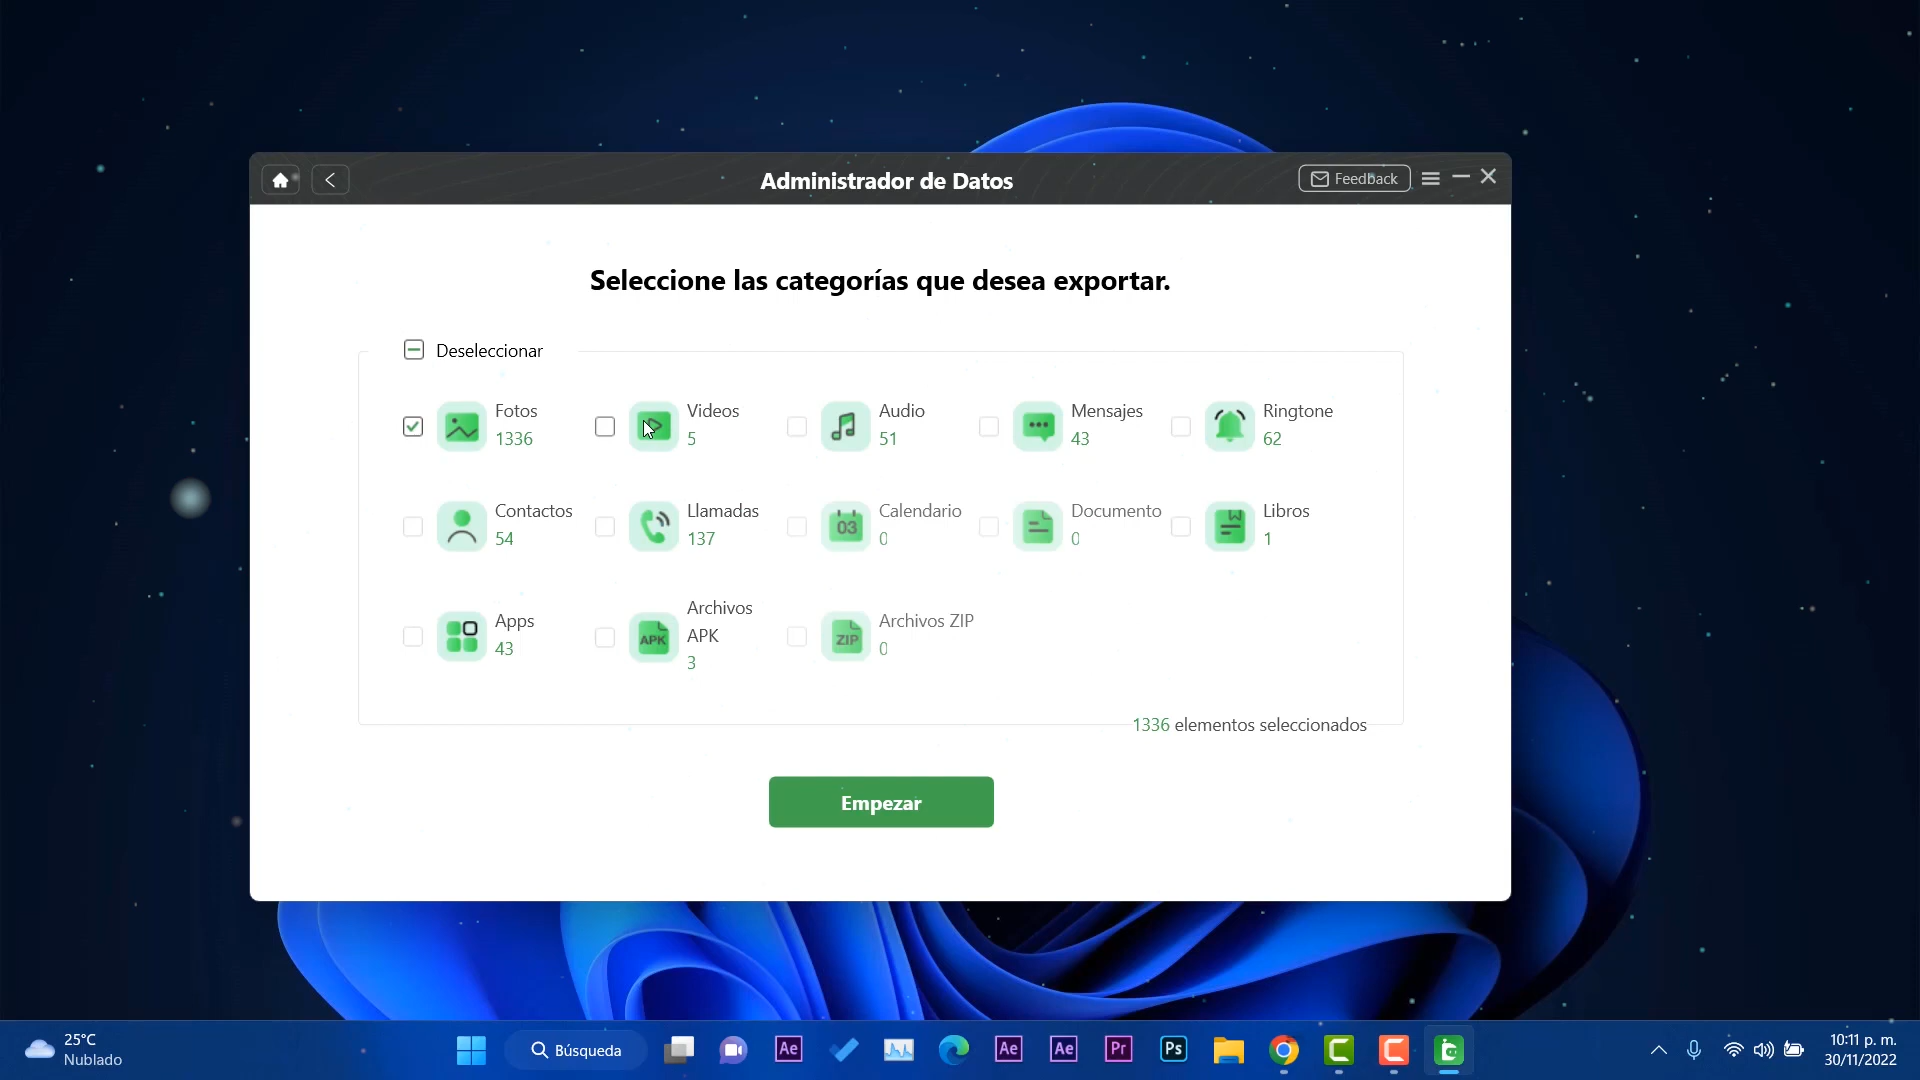 Administrador de Datos
Feedback
Seleccione las categorías que desea exportar.
Deseleccionar
Fotos
1336
Videos
5
Audio
51
Mensajes
43
Ringtone
62
Contactos
54
Llamadas
137
Calendario
03
0
Documento
0
Libros
1
Apps
43
Archivos
APK
APK
3
Archivos ZIP
ZIP
0
1336 elementos seleccionados
Empezar
25°C
Nublado
Búsqueda
Ae
Ae
Ae
Pr
Ps
10:11 p. m.
30/11/2022